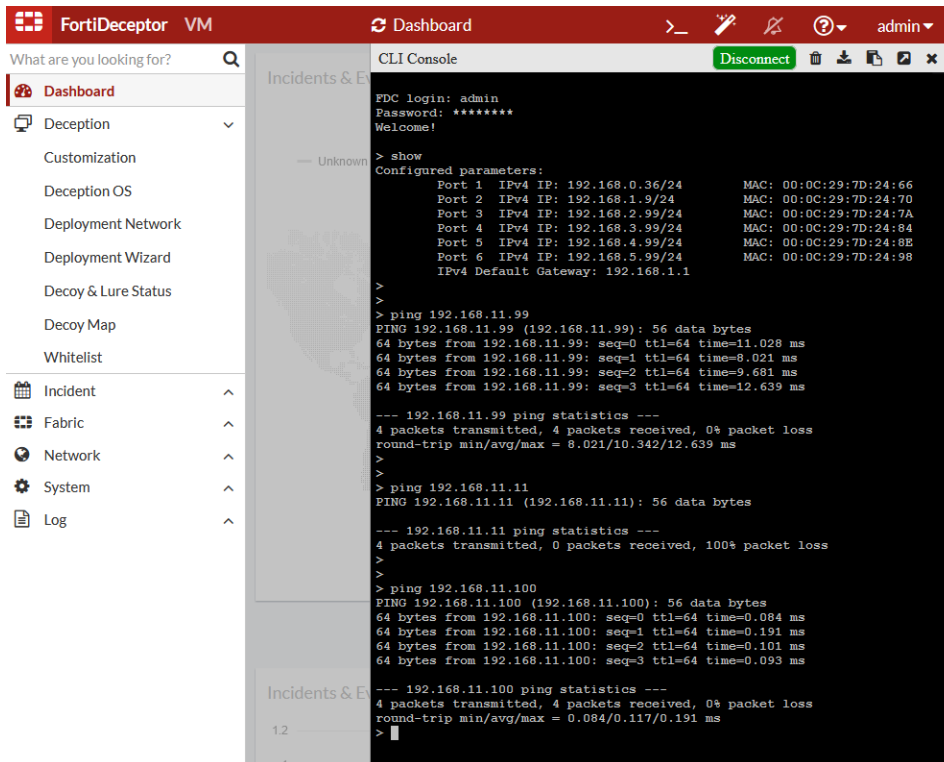 FortiDeceptor VM
Dashboard
>_
admin
What are you looking for?
Dashboard
Deception
Customization
Deception OS
Deployment Network
Deployment Wizard
Decoy & Lure Status
Decoy Map
Whitelist
Incident
Fabric
Network
System
Log
Incidents & Ev
Unknown
Incidents & Ev
1.2
CLI Console
Disconnect
FDC login: admin
Password: ********
Welcome!
> show
Configured parameters:
Port 1 IPv4 IP: 192.168.0.36/24 MAC: 00:0C:29:7D:24:66
Port 2 IPv4 IP: 192.168.1.9/24 MAC: 00:0C:29:7D:24:70
Port 3 IPv4 IP: 192.168.2.99/24 MAC: 00:0C:29:7D:24:7A
Port 4 IPv4 IP: 192.168.3.99/24 MAC: 00:0C:29:7D:24:84
Port 5 IPv4 IP: 192.168.4.99/24 MAC: 00:0C:29:7D:24:8E
Port 6 IPv4 IP: 192.168.5.99/24 MAC: 00:0C:29:7D:24:98
IPv4 Default Gateway: 192.168.1.1
>
>
> ping 192.168.11.99
PING 192.168.11.99 (192.168.11.99): 56 data bytes
64 bytes from 192.168.11.99: seq=0 ttl=64 time=11.028 ms
64 bytes from 192.168.11.99: seq=1 ttl=64 time=8.021 ms
64 bytes from 192.168.11.99: seq=2 ttl=64 time=9.681 ms
64 bytes from 192.168.11.99: seq=3 ttl=64 time=12.639 ms
--- 192.168.11.99 ping statistics ---
4 packets transmitted, 4 packets received, 0% packet loss
round-trip min/avg/max = 8.021/10.342/12.639 ms
>
>
> ping 192.168.11.11
PING 192.168.11.11 (192.168.11.11): 56 data bytes
--- 192.168.11.11 ping statistics ---
4 packets transmitted, 0 packets received, 100% packet loss
>
>
> ping 192.168.11.100
PING 192.168.11.100 (192.168.11.100): 56 data bytes
64 bytes from 192.168.11.100: seq=0 ttl=64 time=0.084 ms
64 bytes from 192.168.11.100: seq=1 ttl=64 time=0.191 ms
64 bytes from 192.168.11.100: seq=2 ttl=64 time=0.101 ms
64 bytes from 192.168.11.100: seq=3 ttl=64 time=0.093 ms
--- 192.168.11.100 ping statistics ---
4 packets transmitted, 4 packets received, 0% packet loss
round-trip min/avg/max = 0.084/0.117/0.191 ms
>